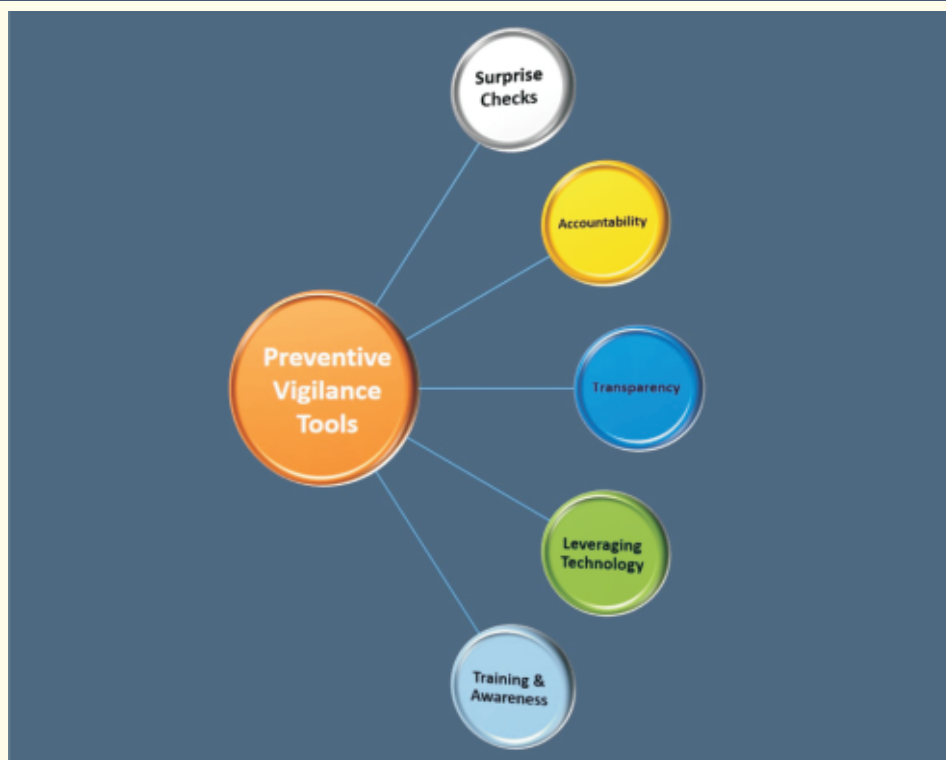 Surprise
Checks
Accountability
Preventive
Vigilance
Tools
Transparency
Leveraging
Technology
Training &
Awareness